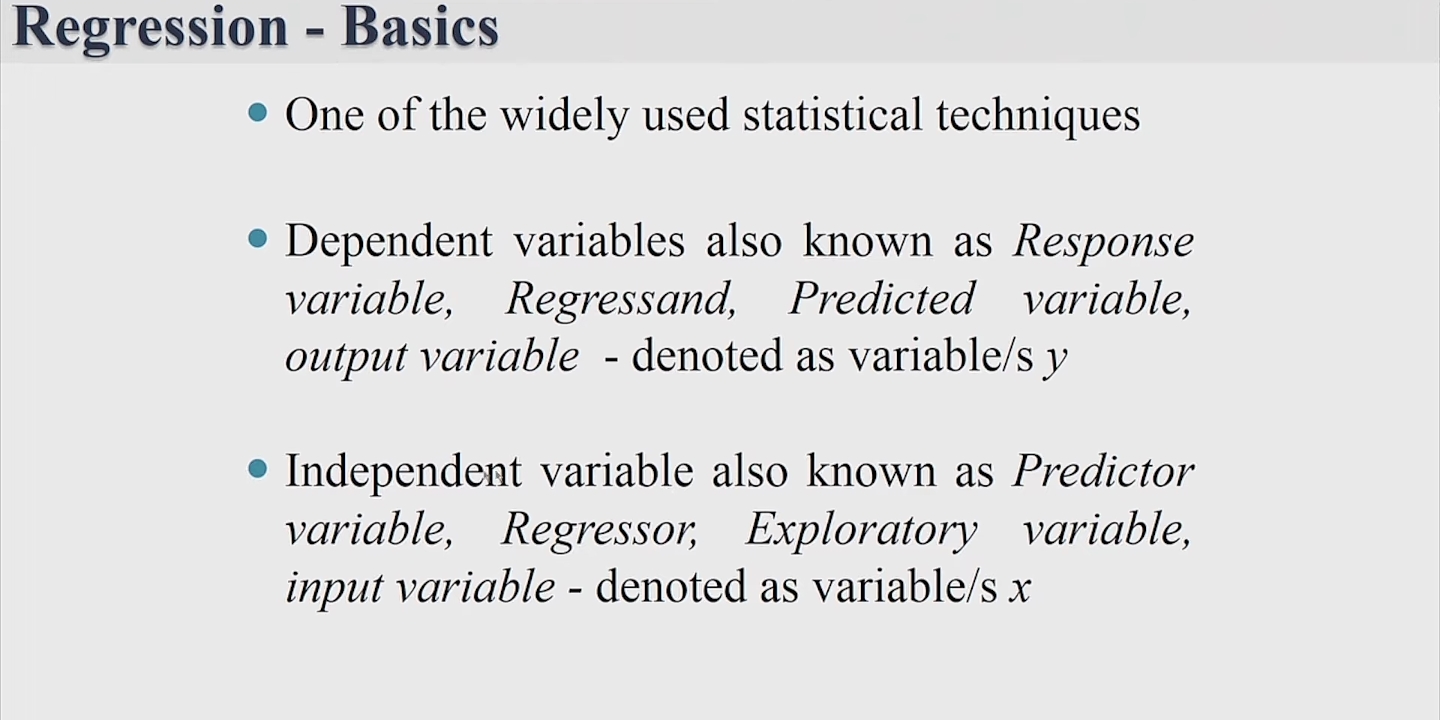 Regression - Basics
One of the widely used statistical techniques
Dependent variables also known as Response
variable, Regressand, Predicted variable,
output variable - denoted as variable/s y
Independent variable also known as Predictor
variable, Regressor, Exploratory variable,
input variable - denoted as variable/s x